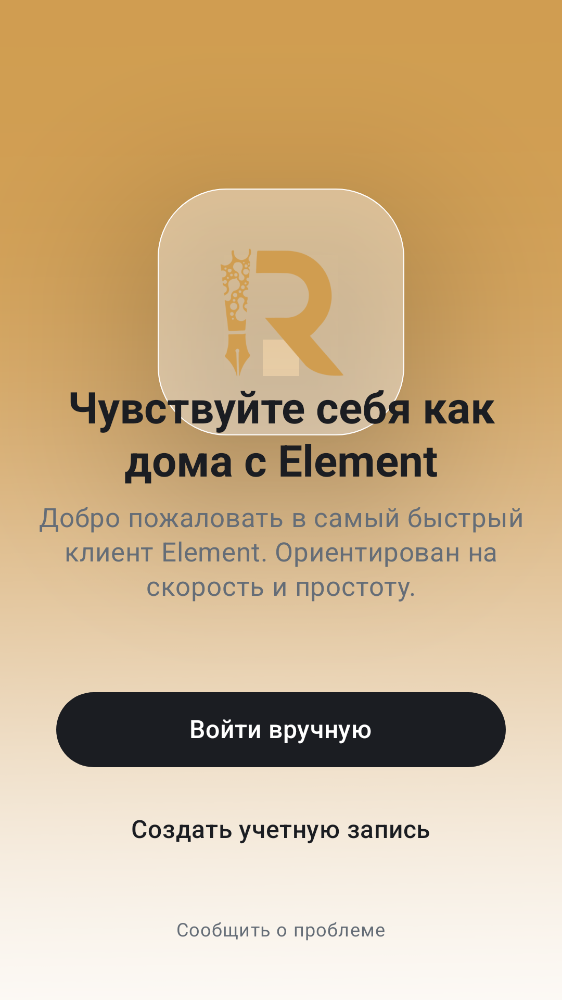 R
Чувствуйте себя как
дома с Element
Добро пожаловать в самый быстрый
клиент Element. Ориентирован на
скорость и простоту.
Войти вручную
Создать учетную запись
Сообщить о проблеме